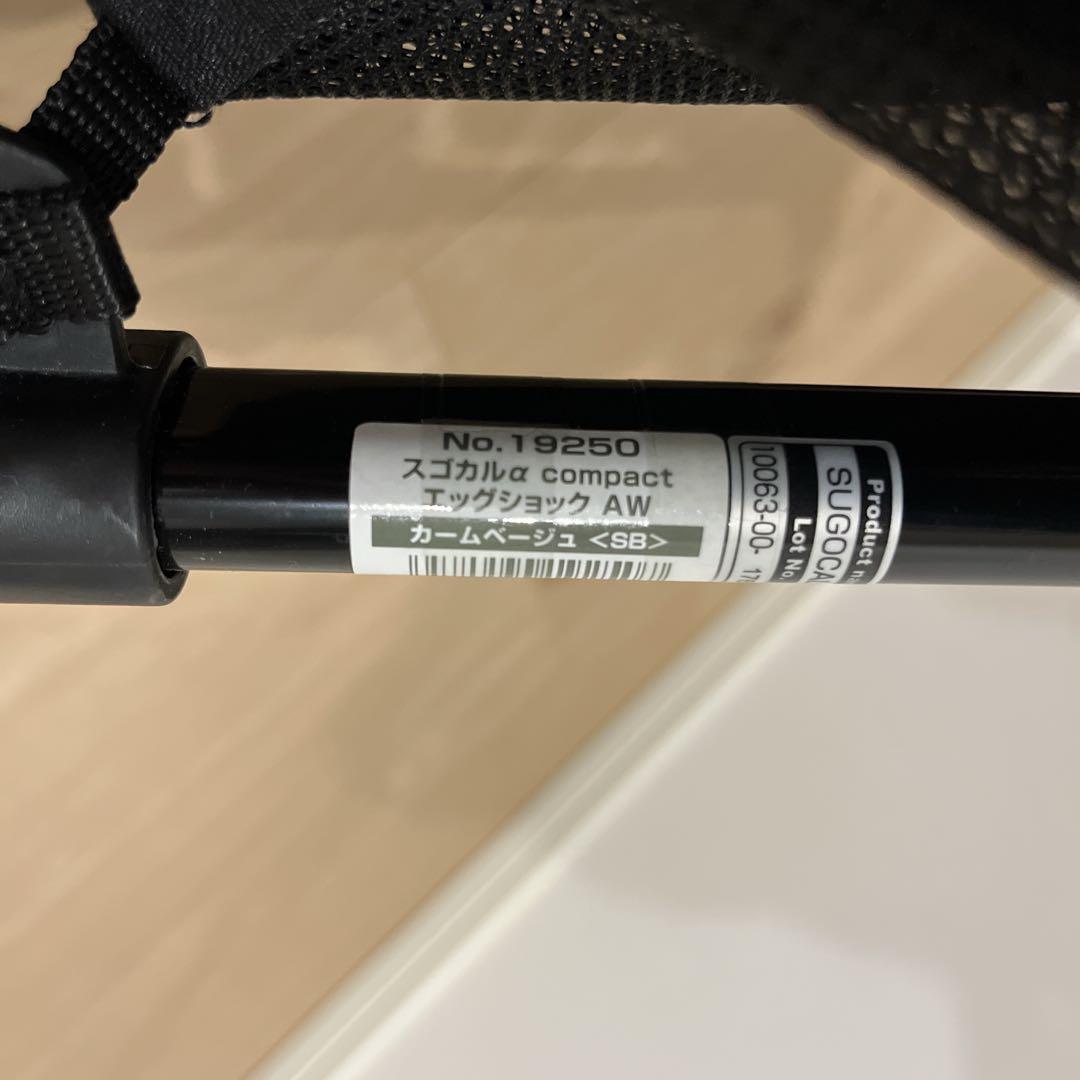 No.19250
スゴカルα compact
エッグショック AW
カームベージュ <SB>
Product
SUGOCA
Lot No.
10063-00-